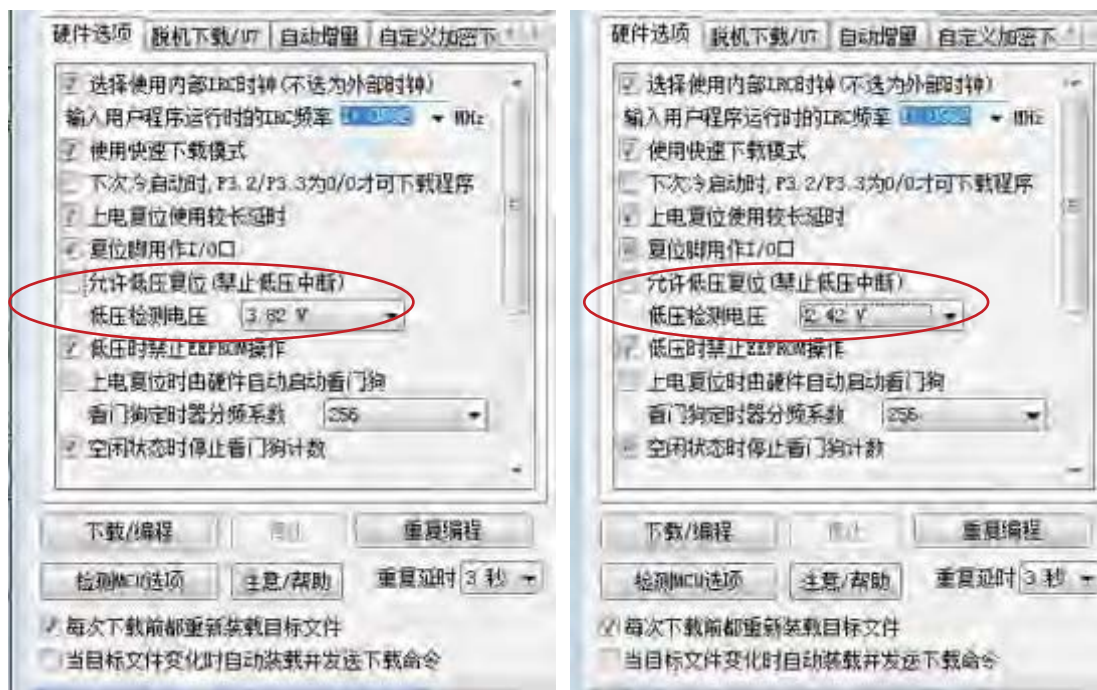 硬件选项 脱机下载/U7 自动增量 自定义加密下
选择使用内部IRC时钟(不选为外部时钟)
输入用户程序运行时的IRC频率 MHz
使用快速下载模式
下次冷启动时,P3.2/P3.3为0/0才可下载程序
上电复位使用较长延时
复位脚用作I/O口
允许低压复位(禁止低压中断)
低压检测电压 3.82 V
低压时禁止EEPROM操作
上电复位时由硬件自动启动看门狗
看门狗定时器分频系数 256
空闲状态时停止看门狗计数
下载/编程 停止 重复编程
检测MCU选项 注意/帮助 重复延时 3 秒
每次下载前都重新装载目标文件
当目标文件变化时自动装载并发送下载命令
硬件选项 脱机下载/U7 自动增量 自定义加密下
选择使用内部IRC时钟(不选为外部时钟)
输入用户程序运行时的IRC频率 MHz
使用快速下载模式
下次冷启动时,P3.2/P3.3为0/0才可下载程序
上电复位使用较长延时
复位脚用作I/O口
允许低压复位(禁止低压中断)
低压检测电压 2.42 V
低压时禁止EEPROM操作
上电复位时由硬件自动启动看门狗
看门狗定时器分频系数 256
空闲状态时停止看门狗计数
下载/编程 停止 重复编程
检测MCU选项 注意/帮助 重复延时 3 秒
每次下载前都重新装载目标文件
当目标文件变化时自动装载并发送下载命令